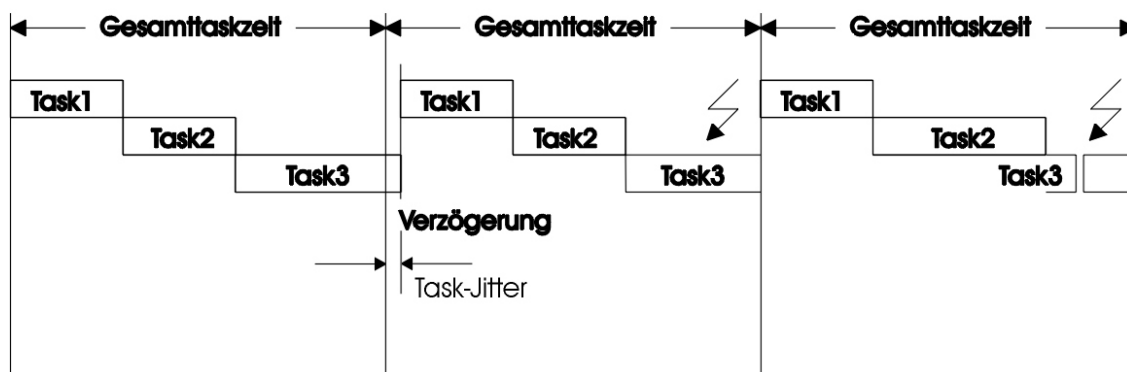 Gesamttaskzeit Gesamttaskzeit Gesamttaskzeit
Task1 Task1 Task1
Task2 Task2 Task2
Task3 Task3 Task3
Verzögerung
Task-Jitter